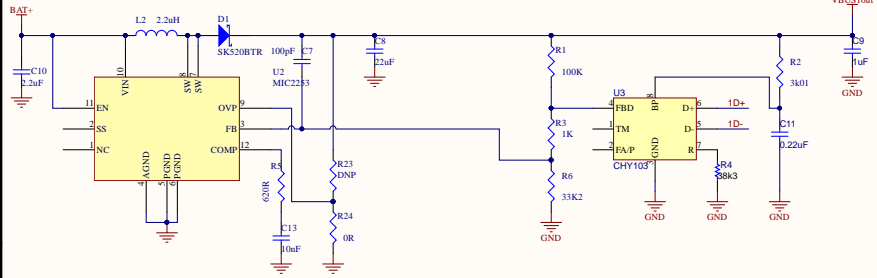 BAT+
VBUS1out
L2 2.2uH
D1
SK520BTR
C10
2.2uF
10
VIN
8
SW
7
SW
100pF
C7
U2
MIC2253
C8
22uF
R1
100K
R2
3k01
C9
1uF
GND
11
EN
2
SS
1
NC
OVP
9
FB
3
COMP
12
AGND
4
PGND
5
PGND
6
R5
620R
C13
10nF
R23
DNP
R24
0R
R3
1K
R6
33K2
GND
U3
4
FBD
1
TM
2
FA/P
BP
8
GND
3
D+
6
1D+
D-
5
1D-
R
7
CHY103
R4
38k3
C11
0.22uF
GND
GND
GND